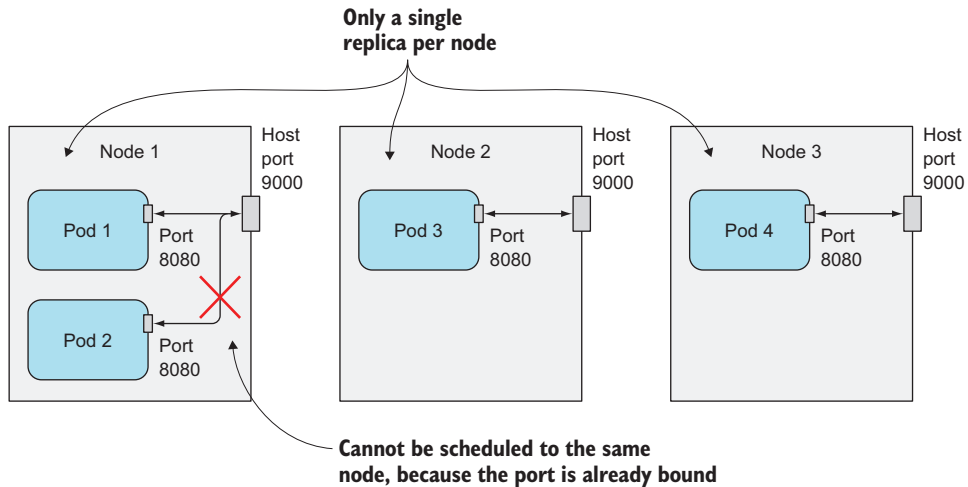 Only a single
replica per node
Node 1
Host
port
9000
Pod 1
Port
8080
Pod 2
Port
8080
Node 2
Host
port
9000
Pod 3
Port
8080
Node 3
Host
port
9000
Pod 4
Port
8080
Cannot be scheduled to the same
node, because the port is already bound